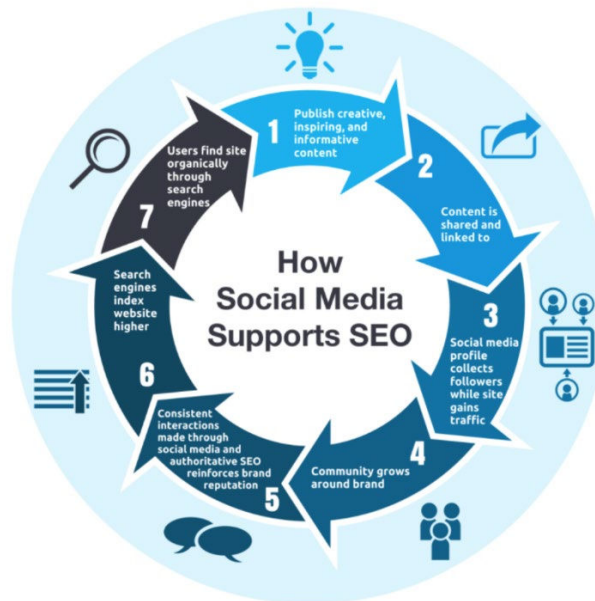 How
Social Media
Supports SEO
1
Publish creative,
inspiring, and
informative
content
2
Content is
shared and
linked to
3
Social media
profile
collects
followers
while site
gains
traffic
4
Community grows
around brand
5
Consistent
interactions
made through
social media and
authoritative SEO
reinforces brand
reputation
6
Search
engines
index
website
higher
7
Users find site
organically
through
search
engines